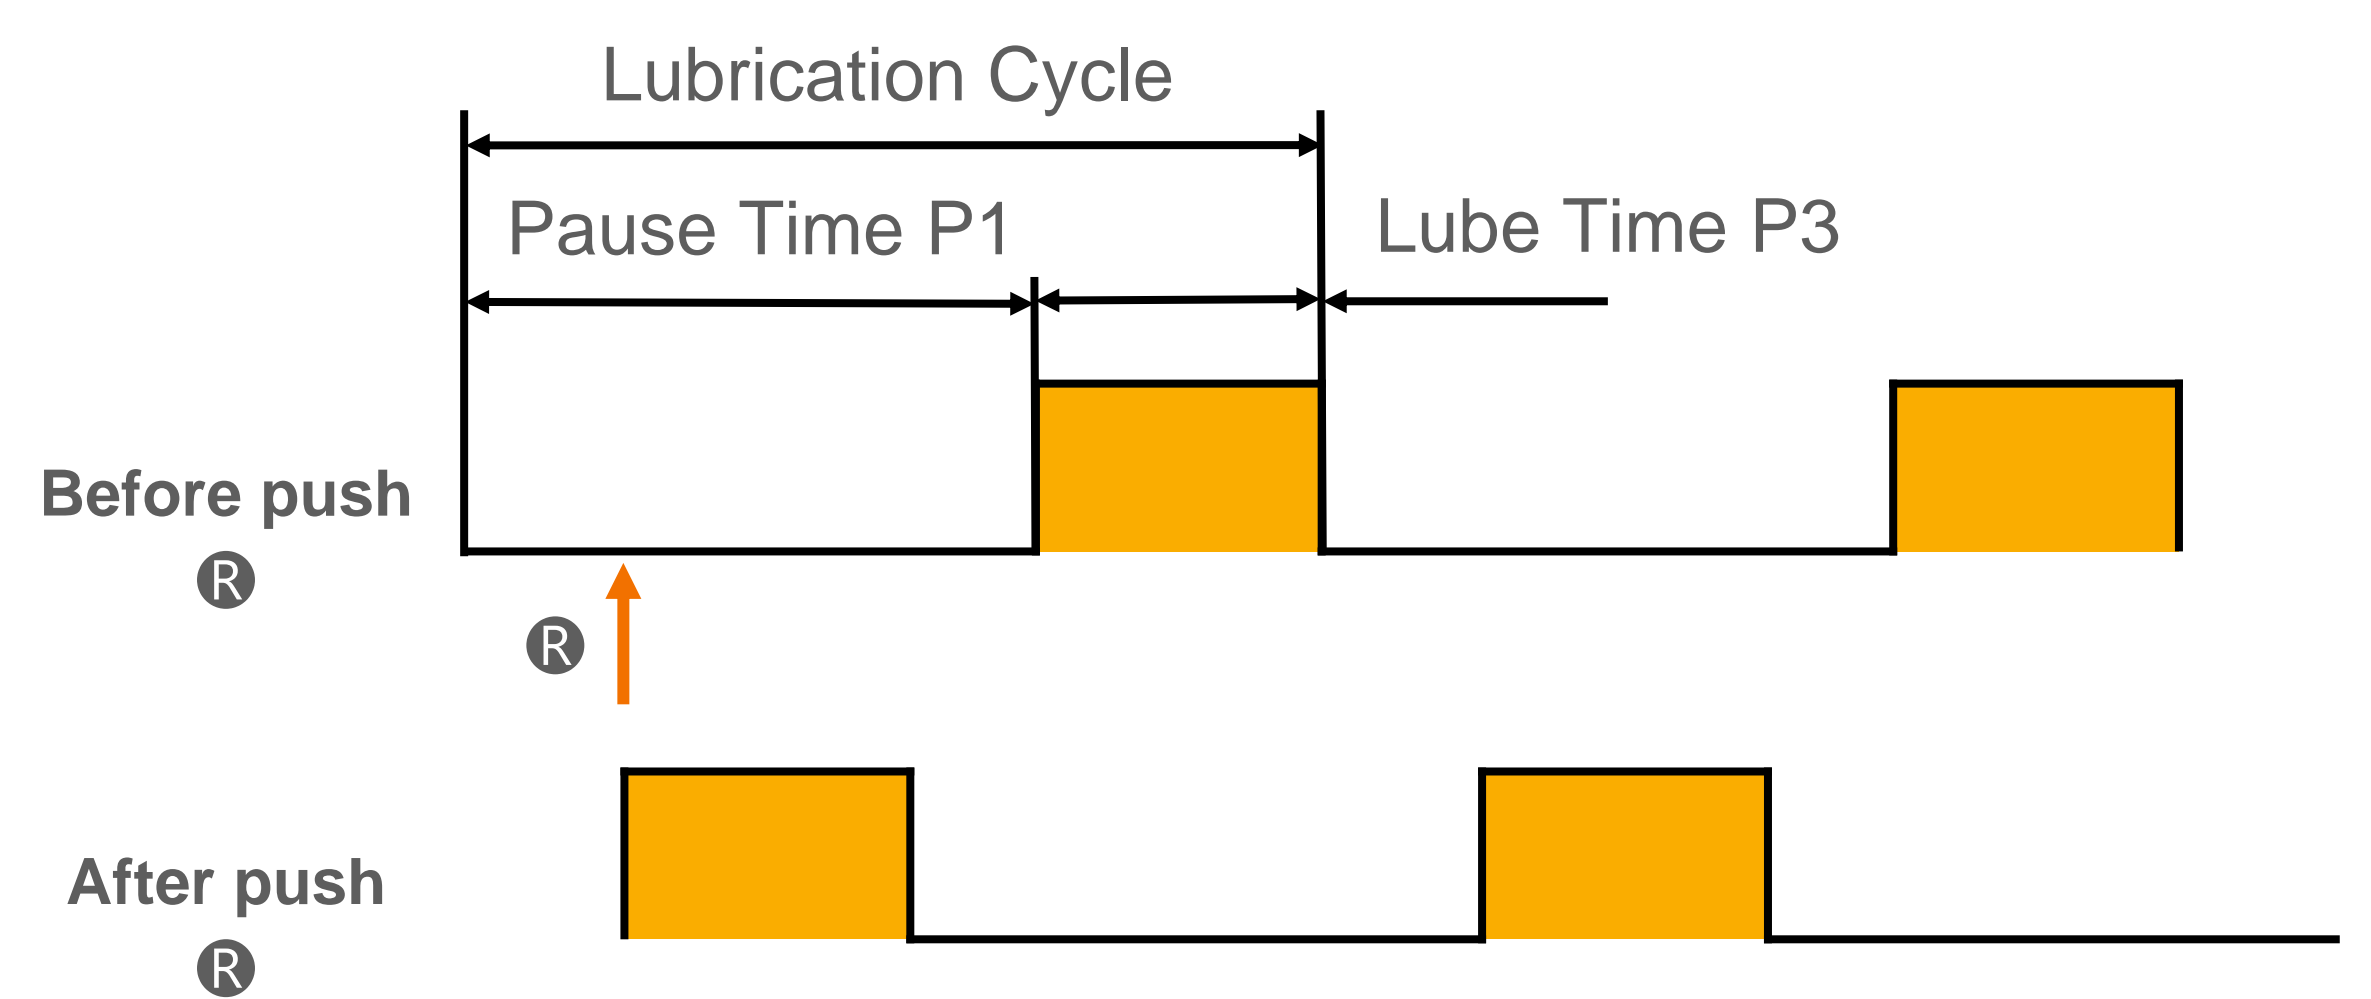 Lubrication Cycle
Pause Time P1
Lube Time P3
Before push
R
R
After push
R